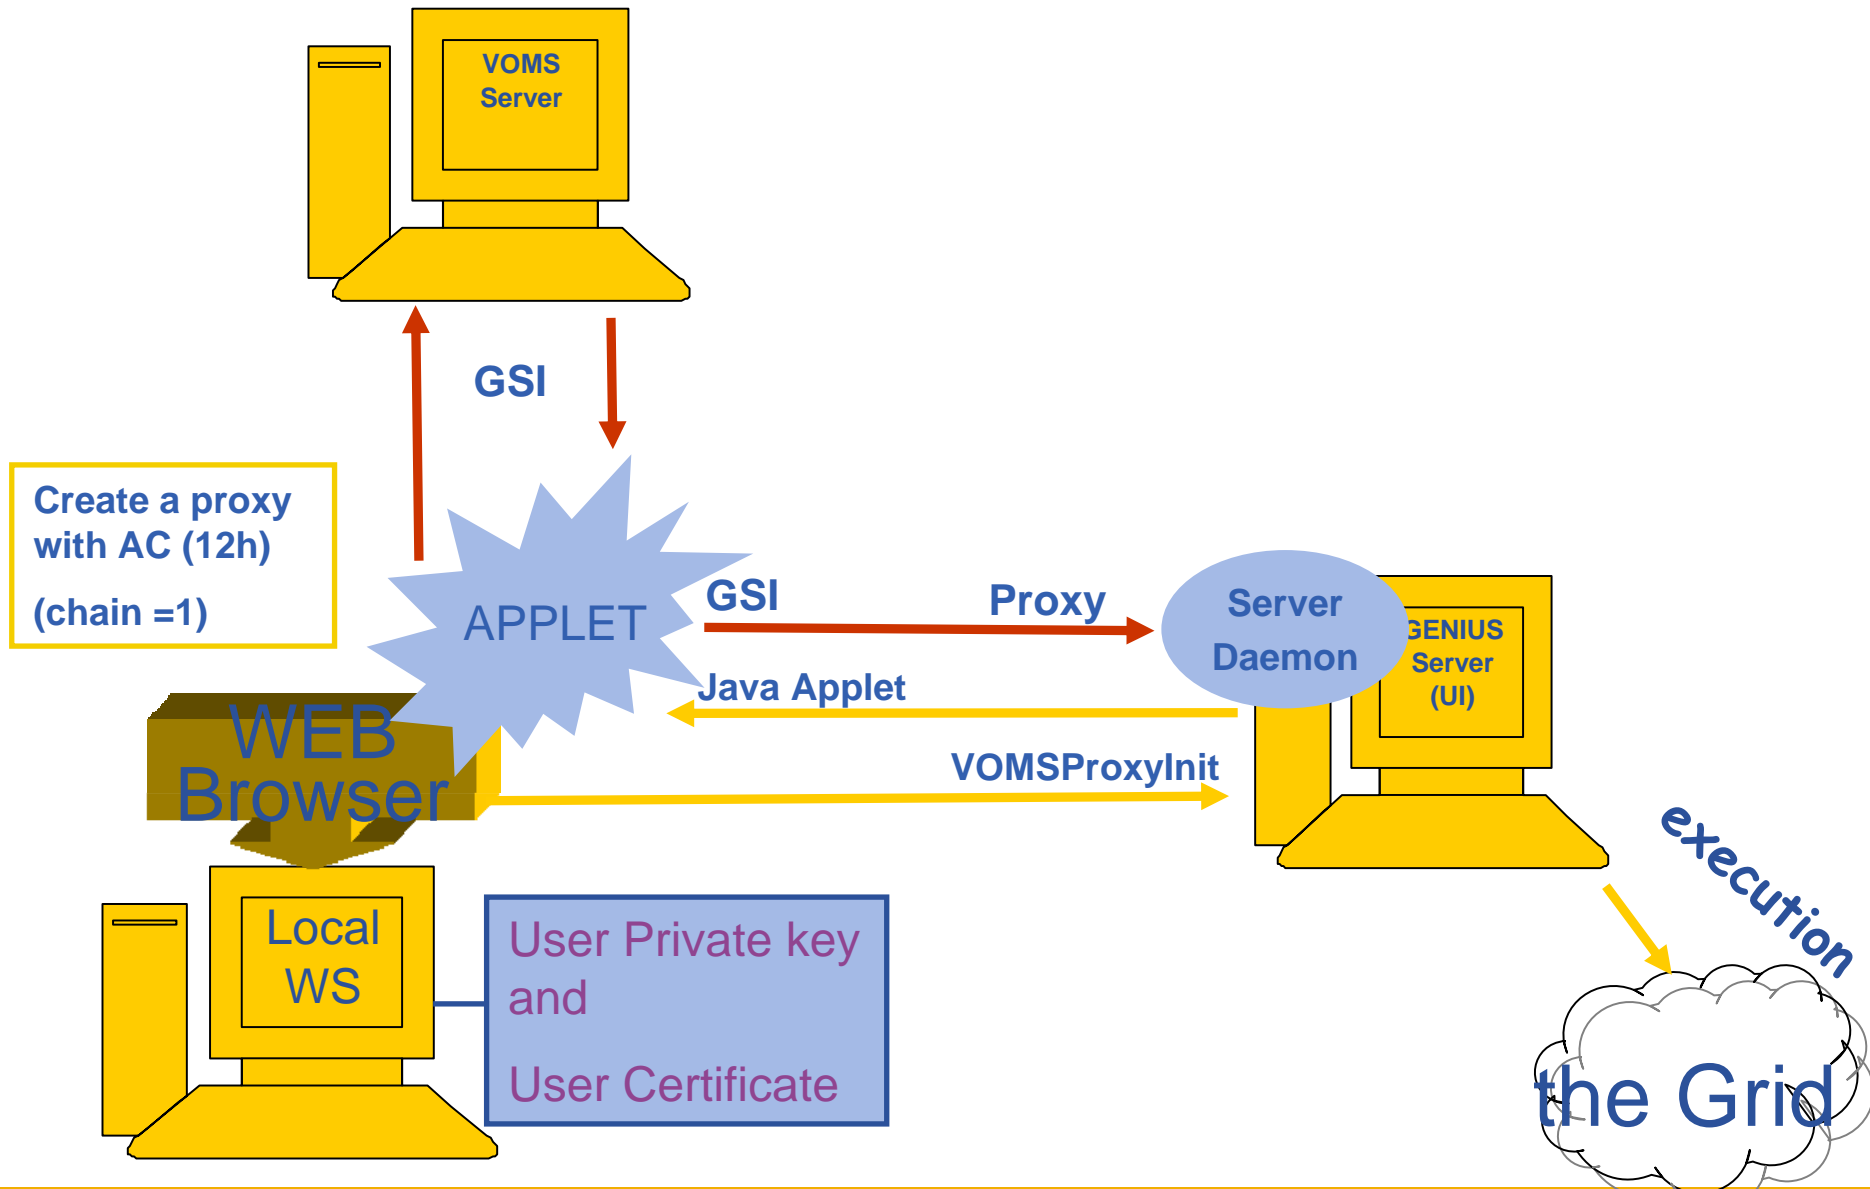 VOMS
Server
GSI
Create a proxy
with AC (12h)
(chain =1)
APPLET
GSI
Proxy
Server
Daemon
GENIUS
Server
(UI)
Java Applet
VOMSProxyInit
WEB
Browser
execution
Local
WS
User Private key
and
User Certificate
the Grid